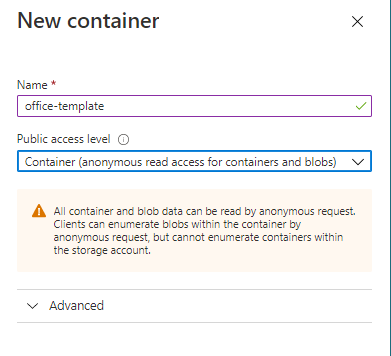 New container
Name *
office-template
Public access level
Container (anonymous read access for containers and blobs)
All container and blob data can be read by anonymous request.
Clients can enumerate blobs within the container by
anonymous request, but cannot enumerate containers within
the storage account.
Advanced